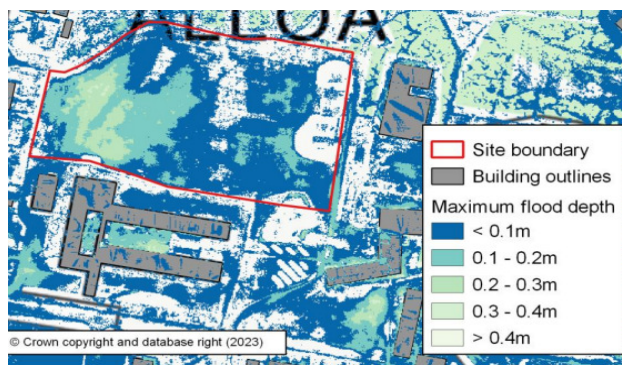 ALLOA
Site boundary
Building outlines
Maximum flood depth
< 0.1m
0.1 - 0.2m
0.2 - 0.3m
0.3 - 0.4m
> 0.4m
© Crown copyright and database right (2023)